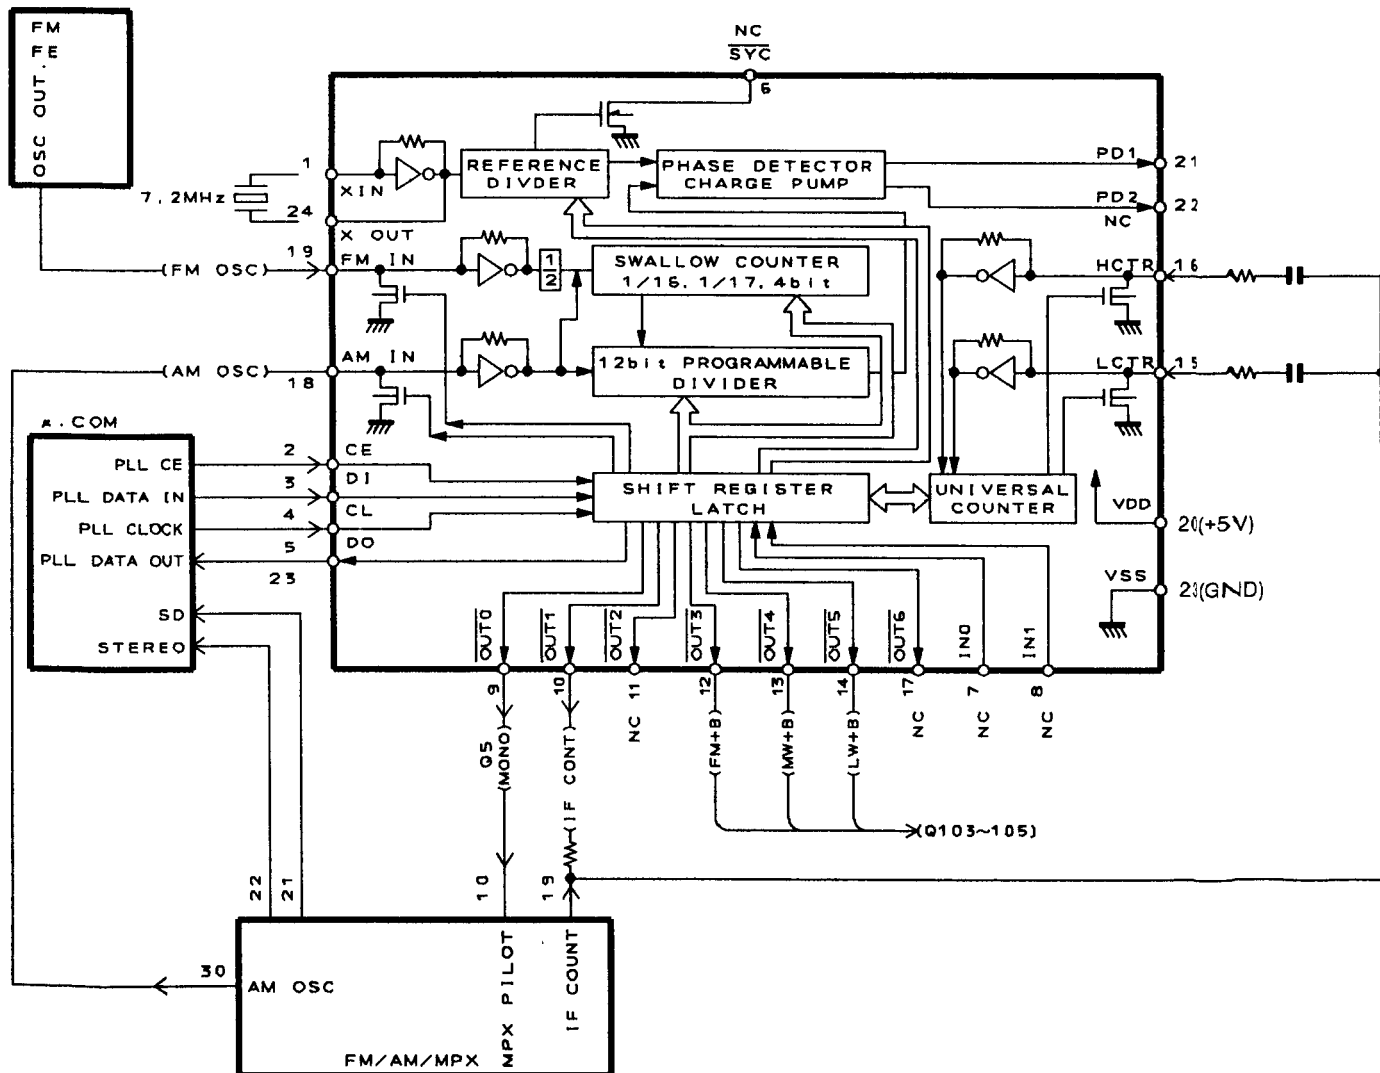 FM
FE
OSC OUT.
NC
SYC
6
1
XIN
7.2MHz
24
X OUT
REFERENCE
DIVDER
PHASE DETECTOR
CHARGE PUMP
PD1
21
PD2
22
NC
(FM OSC)
19
FM IN
1
2
SWALLOW COUNTER
1/16.1/17.4bit
HCTR
16
(AM OSC)
18
AM IN
12bit PROGRAMMABLE
DIVIDER
LCTR
15
μ.COM
PLL CE
2
CE
PLL DATA IN
3
DI
PLL CLOCK
4
CL
PLL DATA OUT
5
DO
23
SD
STEREO
SHIFT REGISTER
LATCH
UNIVERSAL
COUNTER
VDD
20(+5V)
VSS
23(GND)
OUT0
OUT1
OUT2
OUT3
OUT4
OUT5
OUT6
IN0
IN1
9
10
11
12
13
14
17
7
8
Q5
(MONO)
(IF CONT)
NC
(FM+B)
(MW+B)
(LW+B)
NC
NC
NC
(Q103~105)
22
21
10
19
30
AM OSC
MPX PILOT
IF COUNT
FM/AM/MPX